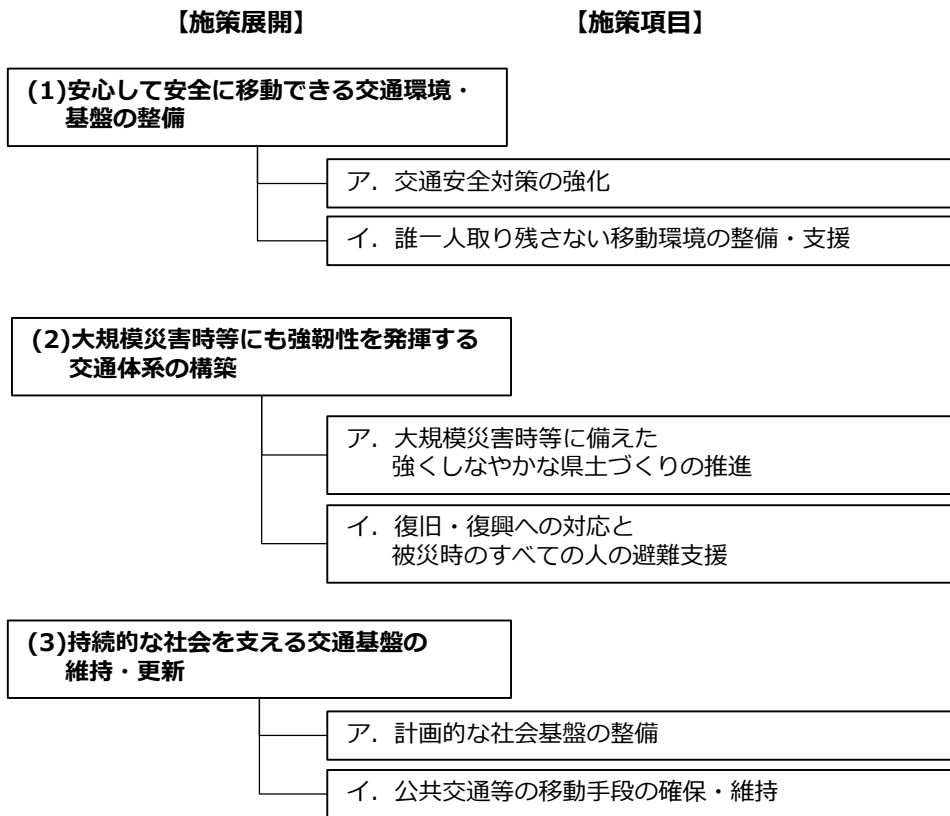 【施策展開】 【施策項目】
(1)安心して安全に移動できる交通環境・
基盤の整備
ア．交通安全対策の強化
イ．誰一人取り残さない移動環境の整備・支援
(2)大規模災害時等にも強靭性を発揮する
交通体系の構築
ア．大規模災害時等に備えた
強くしなやかな県土づくりの推進
イ．復旧・復興への対応と
被災時のすべての人の避難支援
(3)持続的な社会を支える交通基盤の
維持・更新
ア．計画的な社会基盤の整備
イ．公共交通等の移動手段の確保・維持